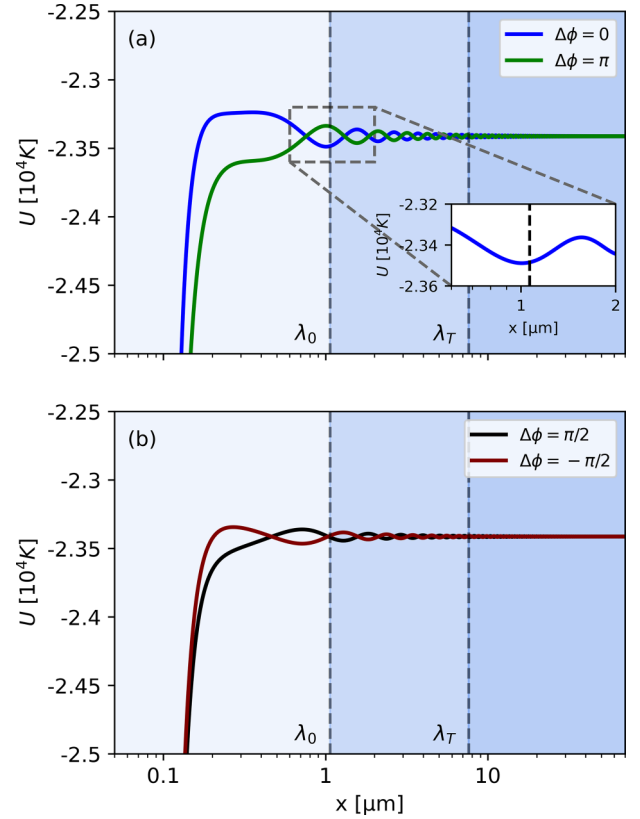 (a)
Δϕ = 0
Δϕ = π
U [10⁴K]
-2.25
-2.3
-2.35
-2.4
-2.45
-2.5
λ₀
λ_T
U [10⁴K]
-2.32
-2.34
-2.36
1
2
x [μm]
(b)
Δϕ = π/2
Δϕ = −π/2
U [10⁴K]
-2.25
-2.3
-2.35
-2.4
-2.45
-2.5
λ₀
λ_T
0.1
1
10
x [μm]